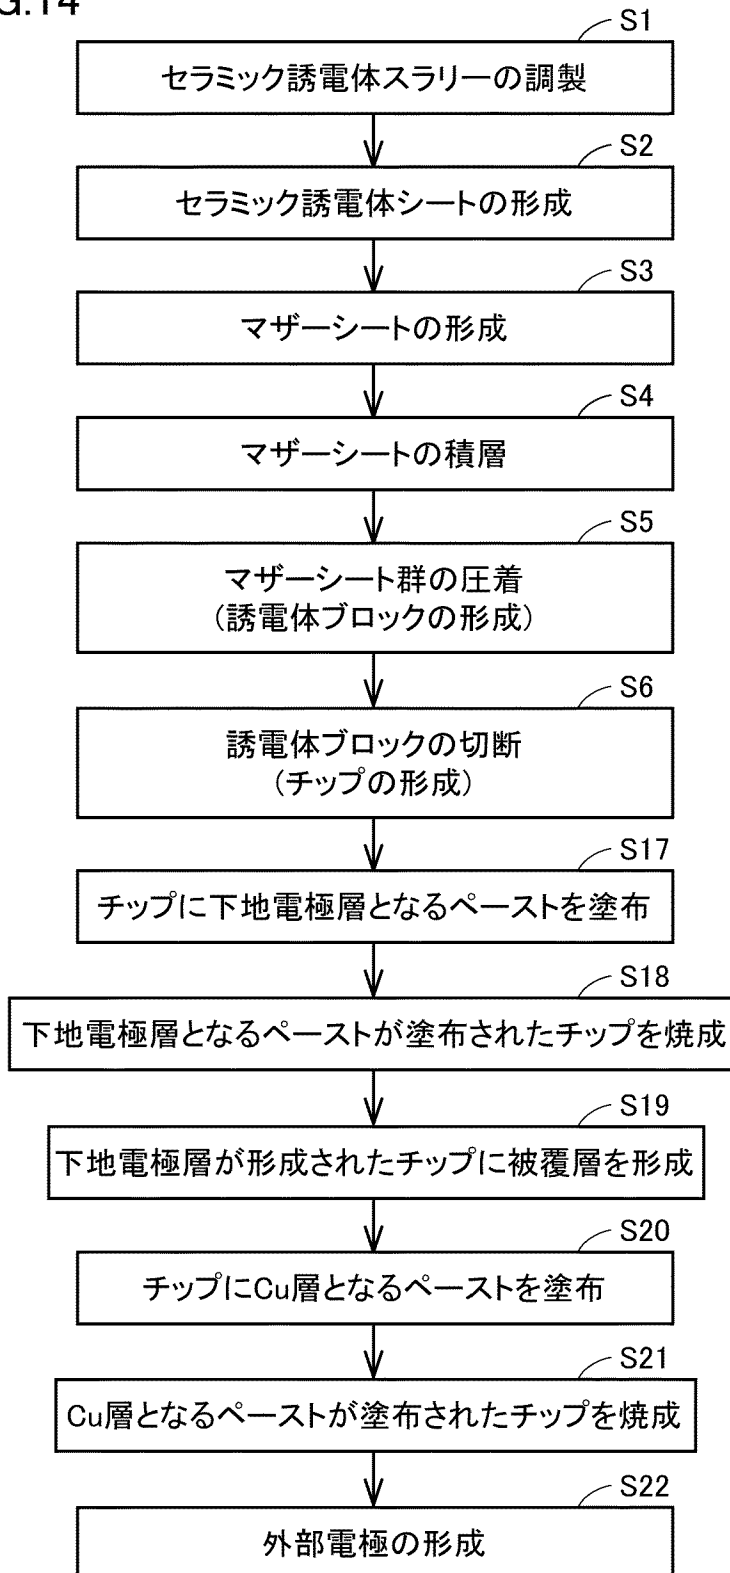 G.14
S1
セラミック誘電体スラリーの調製
S2
セラミック誘電体シートの形成
S3
マザーシートの形成
S4
マザーシートの積層
S5
マザーシート群の圧着
(誘電体ブロックの形成)
S6
誘電体ブロックの切断
(チップの形成)
S17
チップに下地電極層となるペーストを塗布
S18
下地電極層となるペーストが塗布されたチップを焼成
S19
下地電極層が形成されたチップに被覆層を形成
S20
チップにCu層となるペーストを塗布
S21
Cu層となるペーストが塗布されたチップを焼成
S22
外部電極の形成